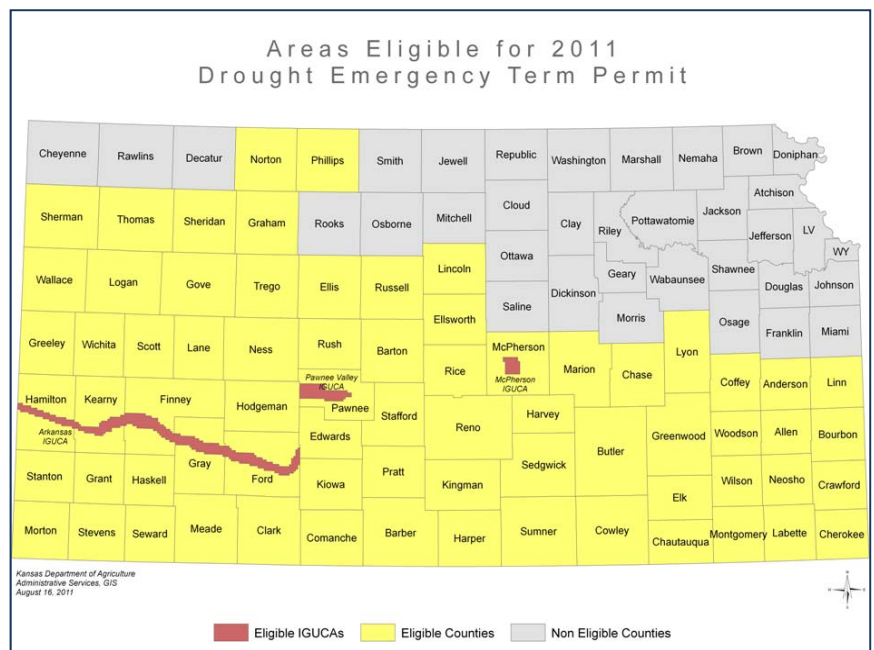 Areas Eligible for 2011
Drought Emergency Term Permit
Cheyenne
Rawlins
Decatur
Norton
Phillips
Smith
Jewell
Republic
Washington
Marshall
Nemaha
Brown
Doniphan
Atchison
Sherman
Thomas
Sheridan
Graham
Rooks
Osborne
Mitchell
Cloud
Clay
Riley
Pottawatomie
Jackson
Jefferson
LV
WY
Wallace
Logan
Gove
Trego
Ellis
Russell
Lincoln
Ottawa
Saline
Dickinson
Geary
Wabaunsee
Shawnee
Douglas
Johnson
Morris
Osage
Franklin
Miami
Ellsworth
Greeley
Wichita
Scott
Lane
Ness
Rush
Barton
Rice
McPherson
McPherson
IGUCA
Marion
Chase
Lyon
Coffey
Anderson
Linn
Hamilton
Kearny
Finney
Hodgeman
Pawnee Valley
IGUCA
Pawnee
Stafford
Reno
Harvey
Arkansas
IGUCA
Gray
Ford
Edwards
Sedgwick
Butler
Greenwood
Woodson
Allen
Bourbon
Stanton
Grant
Haskell
Kiowa
Pratt
Kingman
Elk
Wilson
Neosho
Crawford
Morton
Stevens
Seward
Meade
Clark
Comanche
Barber
Harper
Sumner
Cowley
Chautauqua
Montgomery
Labette
Cherokee
Kansas Department of Agriculture
Administrative Services, GIS
August 16, 2011
Eligible IGUCAs
Eligible Counties
Non Eligible Counties